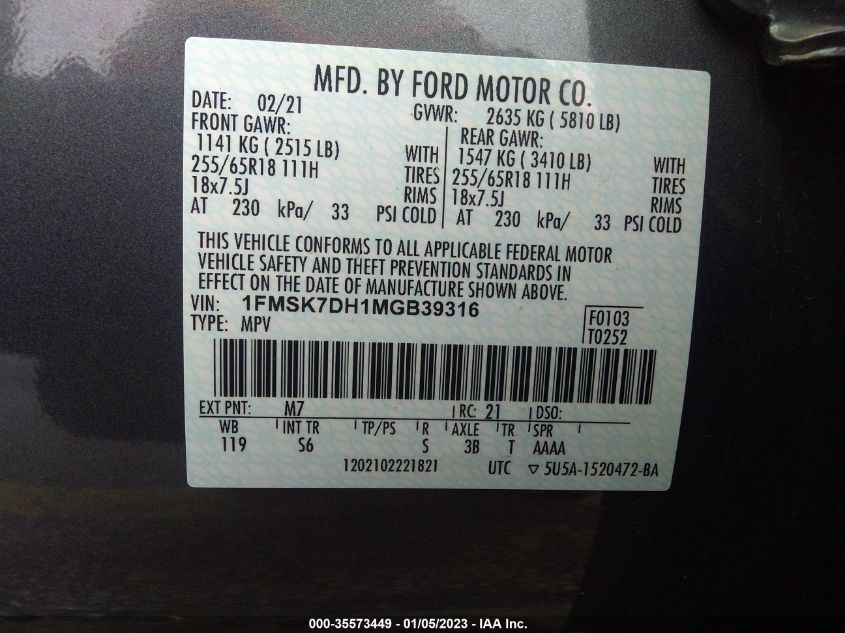 MFD. BY FORD MOTOR CO.
DATE: 02/21 GVWR: 2635 KG ( 5810 LB)
FRONT GAWR: REAR GAWR:
1141 KG ( 2515 LB) WITH 1547 KG ( 3410 LB) WITH
255/65R18 111H TIRES 255/65R18 111H TIRES
18x7.5J RIMS 18x7.5J RIMS
AT 230 kPa/ 33 PSI COLD AT 230 kPa/ 33 PSI COLD
THIS VEHICLE CONFORMS TO ALL APPLICABLE FEDERAL MOTOR
VEHICLE SAFETY AND THEFT PREVENTION STANDARDS IN
EFFECT ON THE DATE OF MANUFACTURE SHOWN ABOVE.
VIN: 1FMSK7DH1MGB39316 F0103
TYPE: MPV T0252
EXT PNT: M7 RC: 21 DSO:
WB INT TR TP/PS R AXLE TR SPR
119 S6 S 3B T AAAA
1202102221821 UTC ▽ 5U5A-1520472-BA
000-35573449 - 01/05/2023 - IAA Inc.